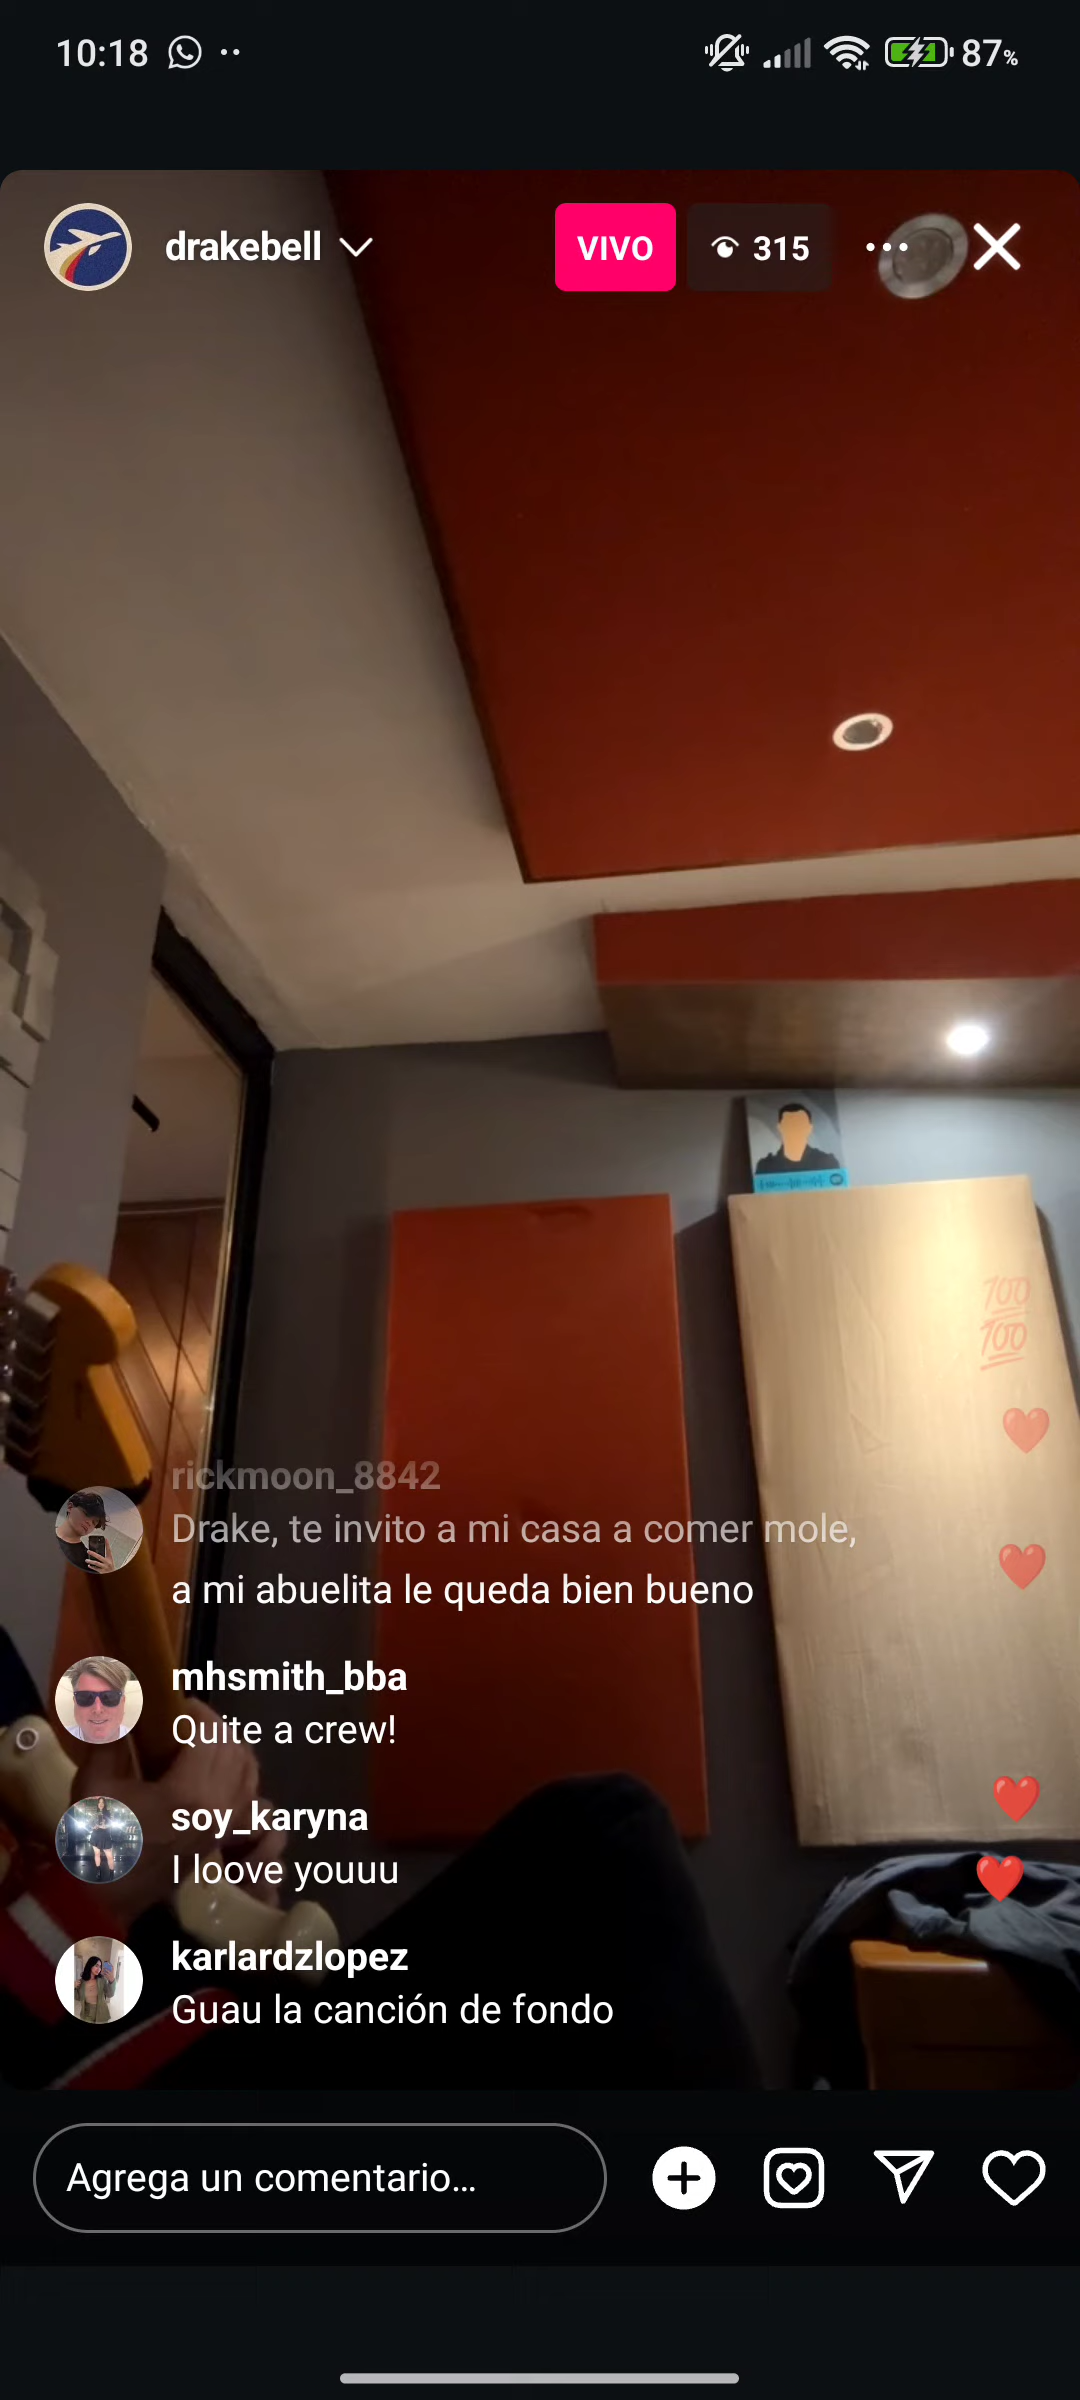 10:18
87%
drakebell
VIVO
315
rickmoon_8842
Drake, te invito a mi casa a comer mole,
a mi abuelita le queda bien bueno
mhsmith_bba
Quite a crew!
soy_karyna
I loove youuu
karlardzlopez
Guau la canción de fondo
Agrega un comentario...